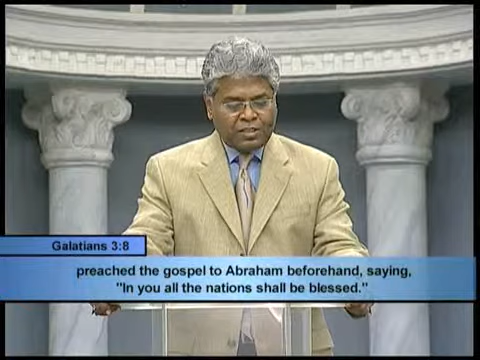 Galatians 3:8
preached the gospel to Abraham beforehand, saying,
"In you all the nations shall be blessed."